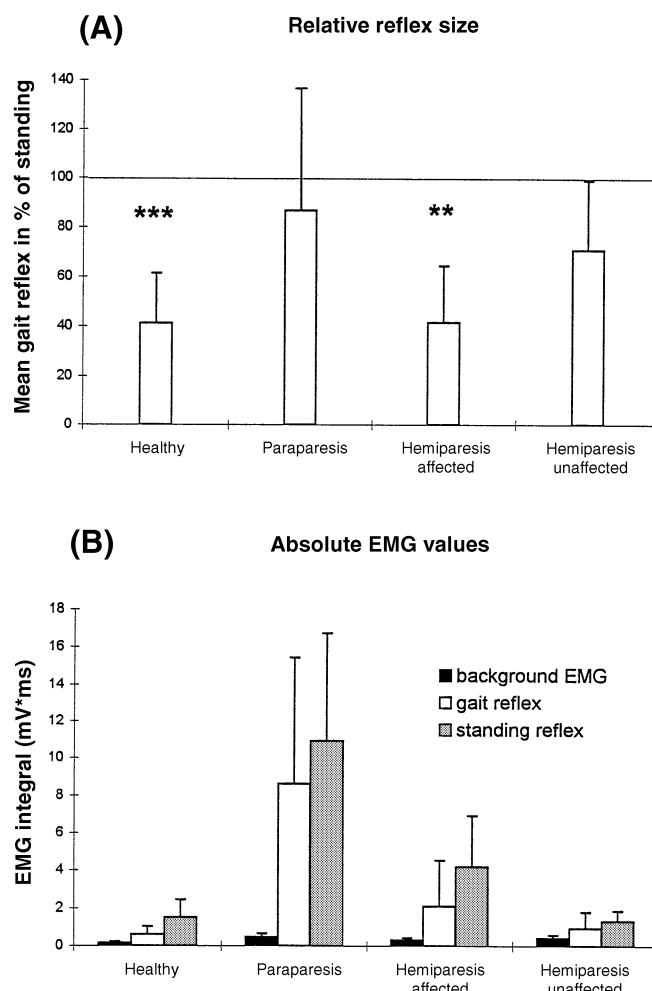 (A)
Relative reflex size
Mean gait reflex in % of standing
140
120
100
80
60
40
20
0
***
**
Healthy
Paraparesis
Hemiparesis
affected
Hemiparesis
unaffected
(B)
Absolute EMG values
EMG integral (mV*ms)
18
16
14
12
10
8
6
4
2
0
background EMG
gait reflex
standing reflex
Healthy
Paraparesis
Hemiparesis
affected
Hemiparesis
unaffected